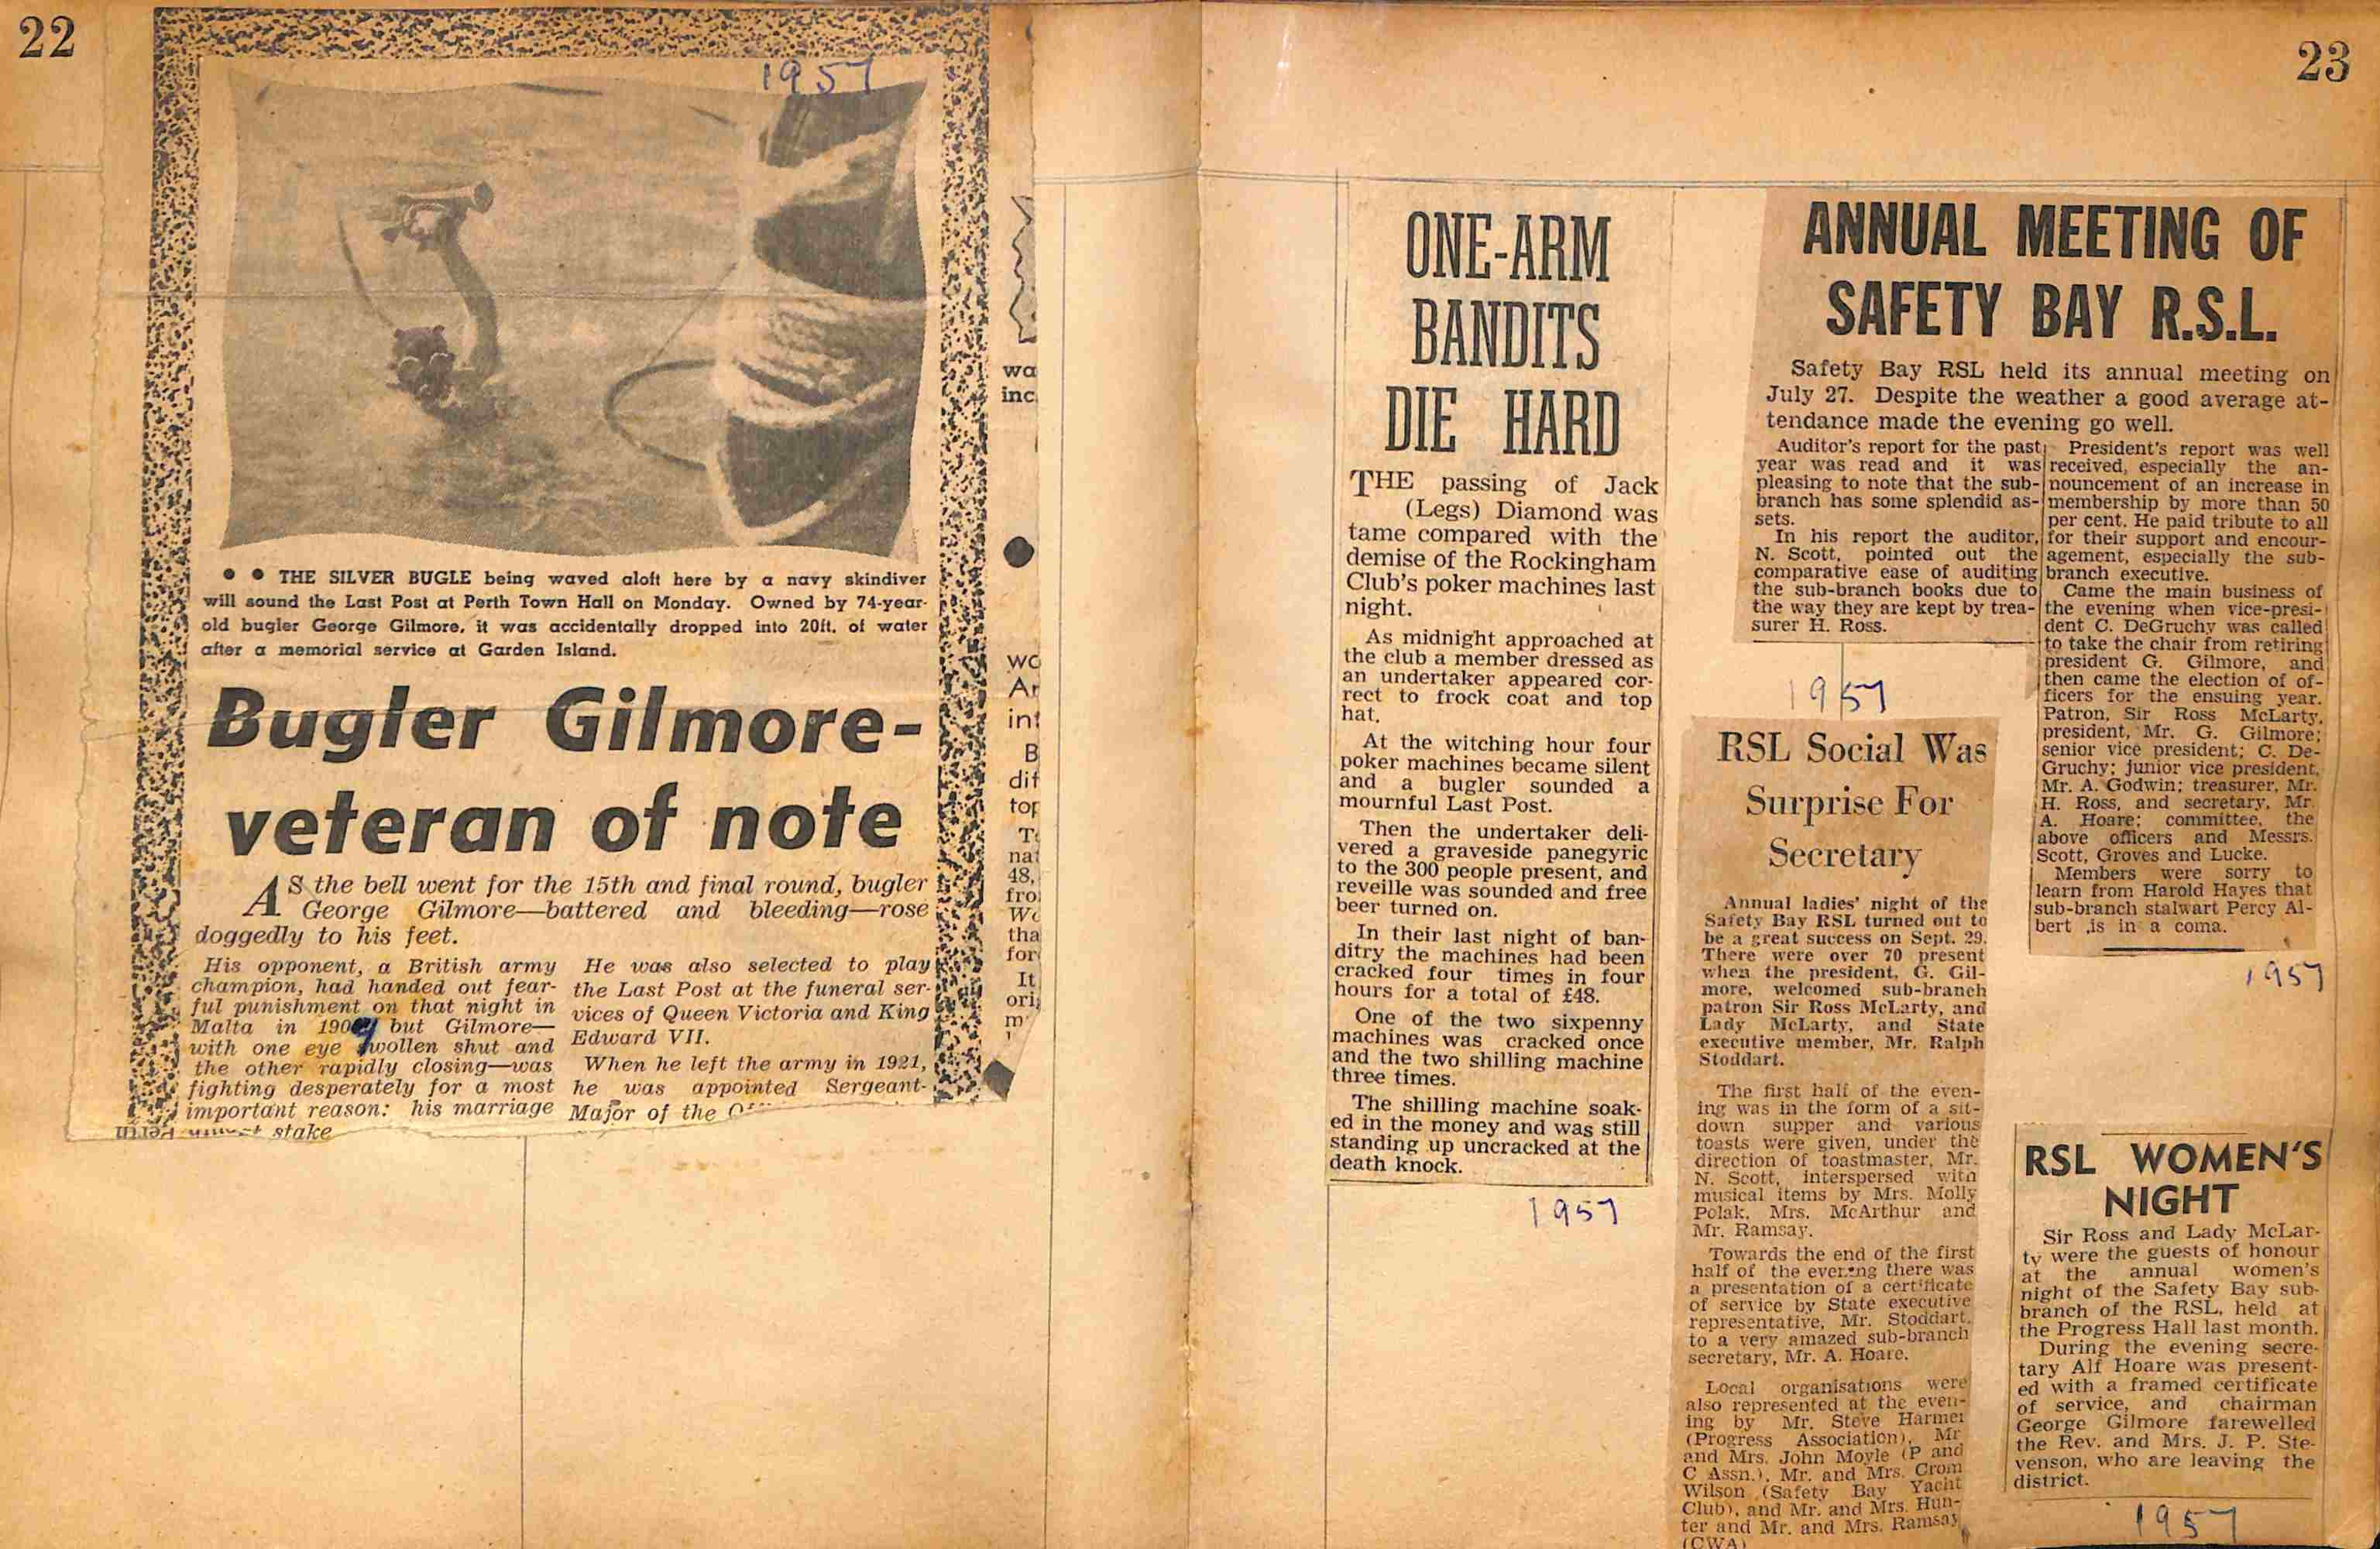 22
1957
● ● THE SILVER BUGLE being waved aloft here by a navy skindiver
will sound the Last Post at Perth Town Hall on Monday. Owned by 74-year-
old bugler George Gilmore, it was accidentally dropped into 20ft. of water
after a memorial service at Garden Island.
Bugler Gilmore-
veteran of note
AS the bell went for the 15th and final round, bugler
George Gilmore—battered and bleeding—rose
doggedly to his feet.
His opponent, a British army
champion, had handed out fear-
ful punishment on that night in
Malta in 190 but Gilmore—
with one eye swollen shut and
the other rapidly closing—was
fighting desperately for a most
important reason: his marriage
stake
He was also selected to play
the Last Post at the funeral ser-
vices of Queen Victoria and King
Edward VII.
When he left the army in 1921,
he was appointed Sergeant-
Major of the
wa
inc
wo
Ar
int
B
dif
top
nat
48,
fro
tha
for
It
23
ONE-ARM
BANDITS
DIE HARD
THE passing of Jack
(Legs) Diamond was
tame compared with the
demise of the Rockingham
Club's poker machines last
night.
As midnight approached at
the club a member dressed as
an undertaker appeared cor-
rect to frock coat and top
hat.
At the witching hour four
poker machines became silent
and a bugler sounded a
mournful Last Post.
Then the undertaker deli-
vered a graveside panegyric
to the 300 people present, and
reveille was sounded and free
beer turned on.
In their last night of ban-
ditry the machines had been
cracked four times in four
hours for a total of £48.
One of the two sixpenny
machines was cracked once
and the two shilling machine
three times.
The shilling machine soak-
ed in the money and was still
standing up uncracked at the
death knock.
1957
ANNUAL MEETING OF
SAFETY BAY R.S.L.
Safety Bay RSL held its annual meeting on
July 27. Despite the weather a good average at-
tendance made the evening go well.
Auditor's report for the past
year was read and it was
pleasing to note that the sub-
branch has some splendid as-
sets.
In his report the auditor,
N. Scott, pointed out the
comparative ease of auditing
the sub-branch books due to
the way they are kept by trea-
surer H. Ross.
President's report was well
received, especially the an-
nouncement of an increase in
membership by more than 50
per cent. He paid tribute to all
for their support and encour-
agement, especially the sub-
branch executive.
Came the main business of
the evening when vice-presi-
dent C. DeGruchy was called
to take the chair from retiring
president G. Gilmore, and
then came the election of of-
ficers for the ensuing year.
Patron, Sir Ross McLarty,
president, Mr. G. Gilmore;
senior vice president; C. De-
Gruchy; junior vice president,
Mr. A. Godwin; treasurer, Mr.
H. Ross, and secretary, Mr.
A. Hoare; committee, the
above officers and Messrs.
Scott, Groves and Lucke.
Members were sorry to
learn from Harold Hayes that
sub-branch stalwart Percy Al-
bert ,is in a coma.
1957
1957
RSL Social Was
Surprise For
Secretary
Annual ladies' night of the
Safety Bay RSL turned out to
be a great success on Sept. 29.
There were over 70 present
when the president, G. Gil-
more, welcomed sub-branch
patron Sir Ross McLarty, and
Lady McLarty, and State
executive member, Mr. Ralph
Stoddart.
The first half of the even-
ing was in the form of a sit-
down supper and various
toasts were given, under the
direction of toastmaster, Mr.
N. Scott, interspersed with
musical items by Mrs. Molly
Polak, Mrs. McArthur and
Mr. Ramsay.
Towards the end of the first
half of the evening there was
a presentation of a certificate
of service by State executive
representative, Mr. Stoddart,
to a very amazed sub-branch
secretary, Mr. A. Hoare.
Local organisations were
also represented at the even-
ing by Mr. Steve Harmer
(Progress Association), Mr
and Mrs. John Moyle (P and
C Assn.), Mr. and Mrs. Crom
Wilson (Safety Bay Yacht
Club), and Mr. and Mrs. Hun-
ter and Mr. and Mrs. Ramsay
(CWA)
RSL WOMEN'S
NIGHT
Sir Ross and Lady McLar-
ty were the guests of honour
at the annual women's
night of the Safety Bay sub-
branch of the RSL, held at
the Progress Hall last month.
During the evening secre-
tary Alf Hoare was present-
ed with a framed certificate
of service, and chairman
George Gilmore farewelled
the Rev. and Mrs. J. P. Ste-
venson, who are leaving the
district.
1957